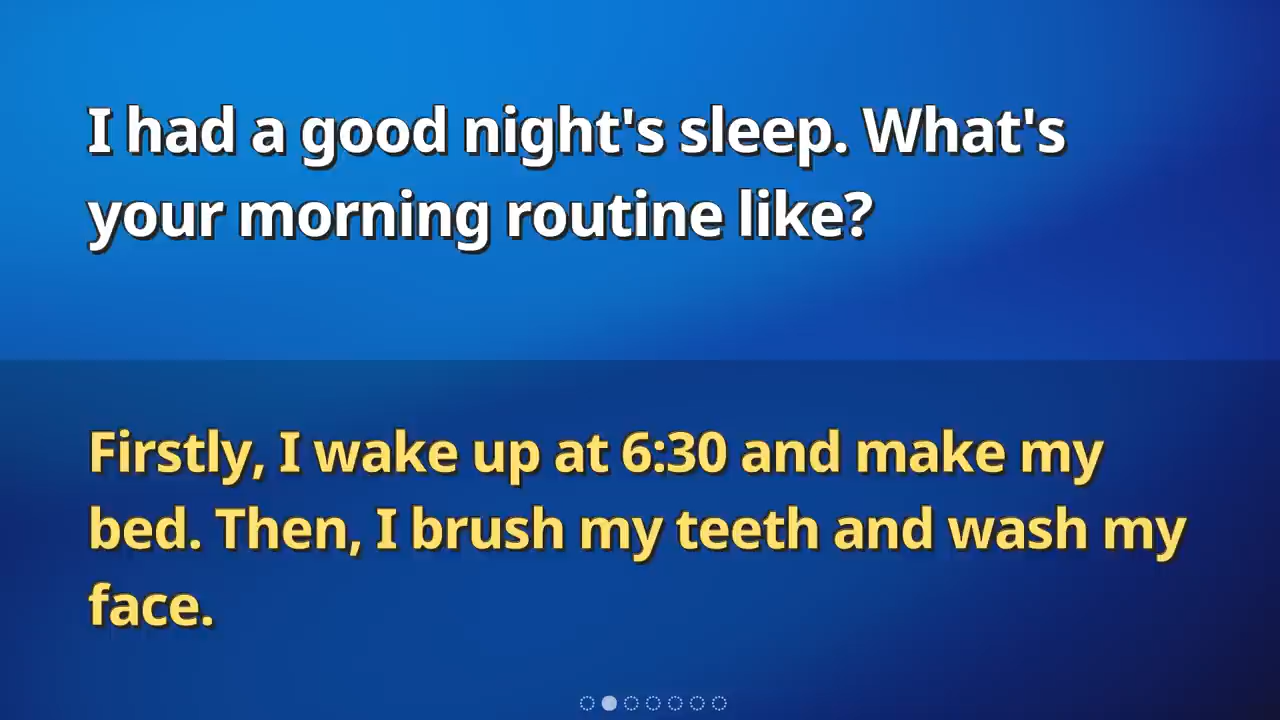 I had a good night's sleep. What's
your morning routine like?
Firstly, I wake up at 6:30 and make my
bed. Then, I brush my teeth and wash my
face.